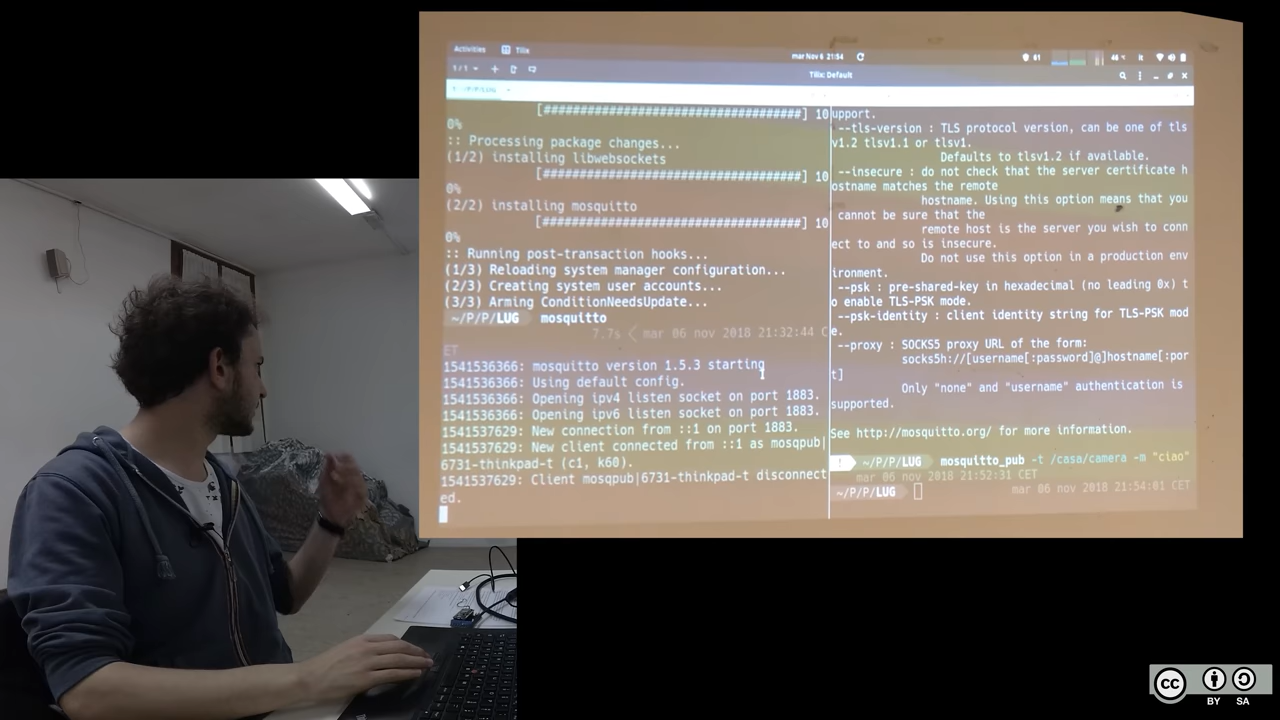 Activities Tilix mar Nov 6 21:54 61 48 °C it
1/1
Tilix: Default
1: ~/P/P/LUG
[###################################] 10
0%
:: Processing package changes...
(1/2) installing libwebsockets
[###################################] 10
0%
(2/2) installing mosquitto
[###################################] 10
0%
:: Running post-transaction hooks...
(1/3) Reloading system manager configuration...
(2/3) Creating system user accounts...
(3/3) Arming ConditionNeedsUpdate...
~/P/P/LUG mosquitto
7.7s < mar 06 nov 2018 21:32:44 C
ET
1541536366: mosquitto version 1.5.3 starting
1541536366: Using default config.
1541536366: Opening ipv4 listen socket on port 1883.
1541536366: Opening ipv6 listen socket on port 1883.
1541537629: New connection from ::1 on port 1883.
1541537629: New client connected from ::1 as mosqpub|
6731-thinkpad-t (c1, k60).
1541537629: Client mosqpub|6731-thinkpad-t disconnect
ed.
upport.
--tls-version : TLS protocol version, can be one of tls
v1.2 tlsv1.1 or tlsv1.
Defaults to tlsv1.2 if available.
--insecure : do not check that the server certificate h
ostname matches the remote
hostname. Using this option means that you
cannot be sure that the
remote host is the server you wish to conn
ect to and so is insecure.
Do not use this option in a production env
ironment.
--psk : pre-shared-key in hexadecimal (no leading 0x) t
o enable TLS-PSK mode.
--psk-identity : client identity string for TLS-PSK mod
e.
--proxy : SOCKS5 proxy URL of the form:
socks5h://[username[:password]@]hostname[:por
t]
Only "none" and "username" authentication is
supported.
See http://mosquitto.org/ for more information.
! ~/P/P/LUG mosquitto_pub -t /casa/camera -m "ciao"
mar 06 nov 2018 21:52:31 CET
~/P/P/LUG mar 06 nov 2018 21:54:01 CET
cc
BY SA